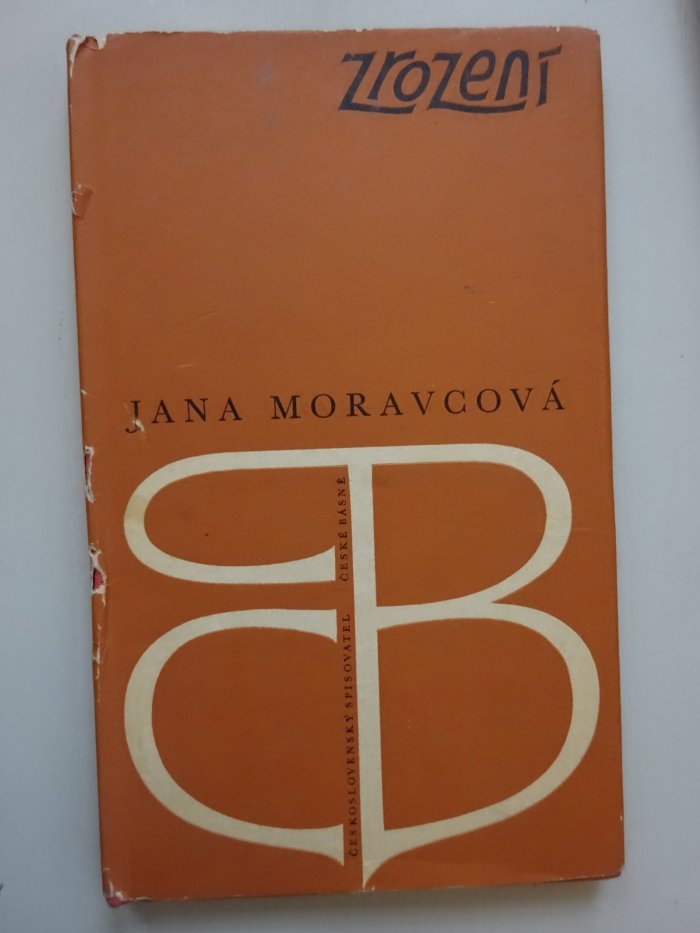 Zrození
JANA MORAVCOVÁ
ČESKOSLOVENSKÝ SPISOVATEL ČESKÉ BÁSNĚ